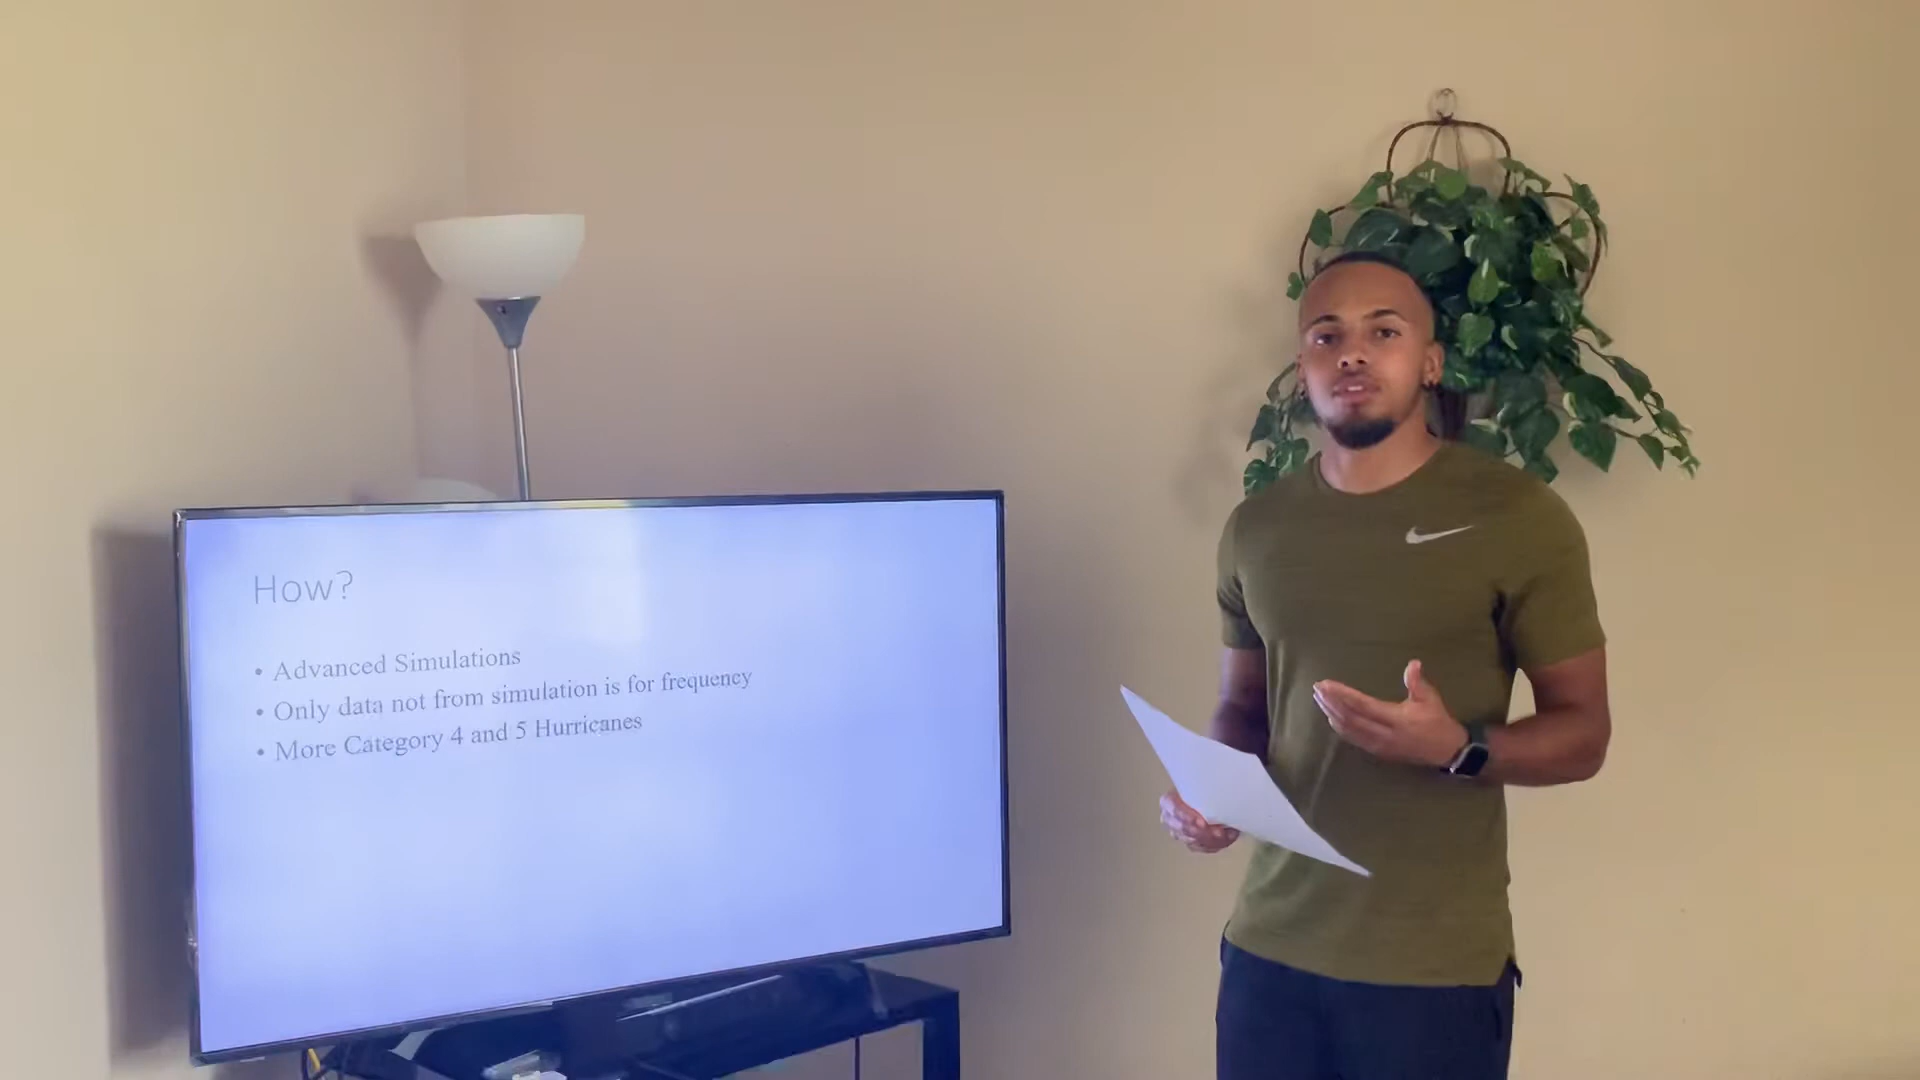 How?
• Advanced Simulations
• Only data not from simulation is for frequency
• More Category 4 and 5 Hurricanes